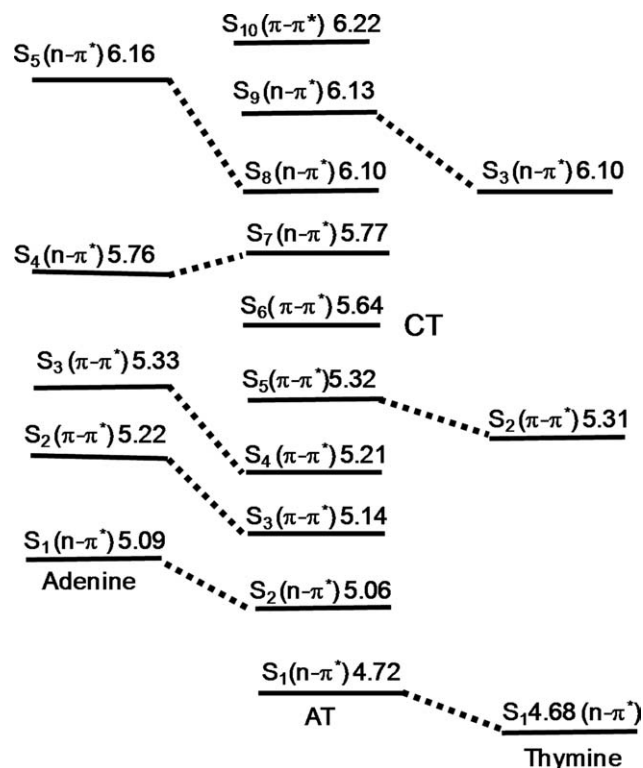 S10(π-π*) 6.22
S5(n-π*)6.16
S9(n-π*)6.13
S8(n-π*)6.10
S3(n-π*)6.10
S7(n-π*)5.77
S4(n-π*)5.76
S6(π-π*)5.64
CT
S3(π-π*)5.33
S5(π-π*)5.32
S2(π-π*)5.31
S2(π-π*)5.22
S4(π-π*)5.21
S3(π-π*)5.14
S1(n-π*)5.09
Adenine
S2(n-π*)5.06
S1(n-π*)4.72
AT
S14.68(n-π*)
Thymine